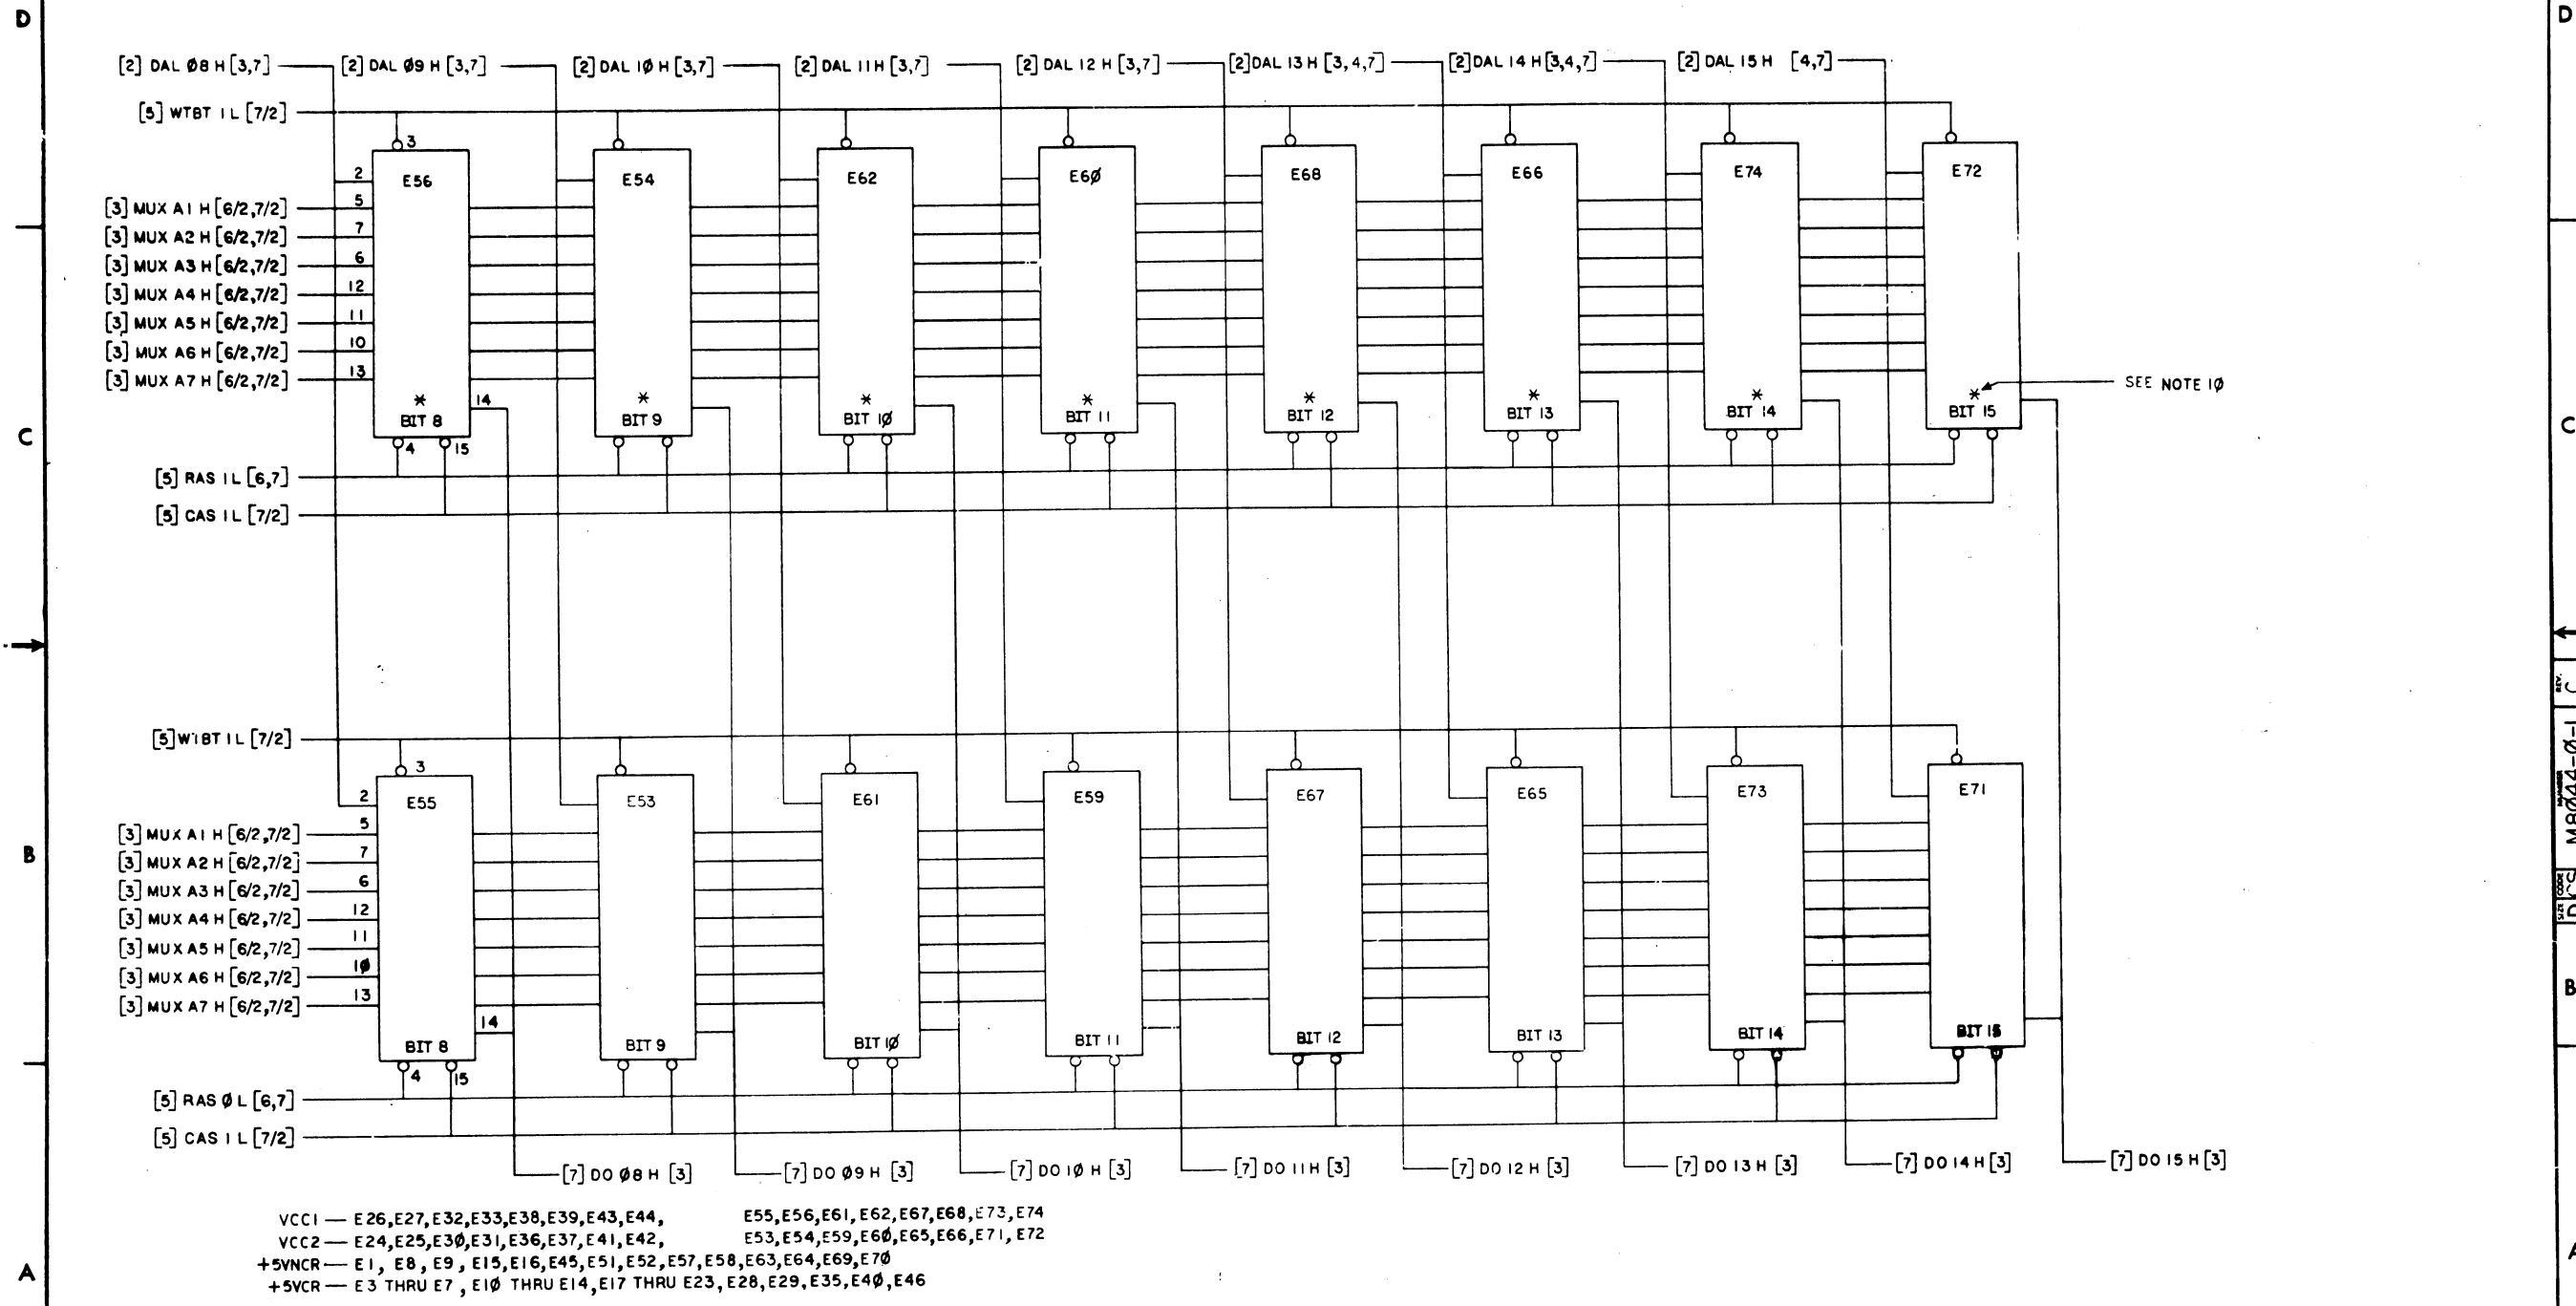 D D
[2] DAL Ø8 H [3,7] [2] DAL Ø9 H [3,7] [2] DAL 1Ø H [3,7] [2] DAL 11 H [3,7] [2] DAL 12 H [3,7] [2] DAL 13 H [3,4,7] [2] DAL 14 H [3,4,7] [2] DAL 15 H [4,7]
[5] WTBT 1 L [7/2]
3
2 E56 E54 E62 E6Ø E68 E66 E74 E72
[3] MUX A1 H [6/2,7/2] 5
[3] MUX A2 H [6/2,7/2] 7
[3] MUX A3 H [6/2,7/2] 6
[3] MUX A4 H [6/2,7/2] 12
[3] MUX A5 H [6/2,7/2] 11
[3] MUX A6 H [6/2,7/2] 10
[3] MUX A7 H [6/2,7/2] 13
* * * * * * * * SEE NOTE 1Ø
14
BIT 8 BIT 9 BIT 1Ø BIT 11 BIT 12 BIT 13 BIT 14 BIT 15
C C
4 15
[5] RAS 1 L [6,7]
[5] CAS 1 L [7/2]
REV. C
NUMBER M8Ø44-Ø-1
SIZE CODE D CS
[5] WTBT 1 L [7/2]
3
2 E55 E53 E61 E59 E67 E65 E73 E71
[3] MUX A1 H [6/2,7/2] 5
[3] MUX A2 H [6/2,7/2] 7
B
[3] MUX A3 H [6/2,7/2] 6
[3] MUX A4 H [6/2,7/2] 12
[3] MUX A5 H [6/2,7/2] 11
[3] MUX A6 H [6/2,7/2] 1Ø
B
[3] MUX A7 H [6/2,7/2] 13
14
BIT 8 BIT 9 BIT 1Ø BIT 11 BIT 12 BIT 13 BIT 14 BIT 15
4 15
[5] RAS Ø L [6,7]
[5] CAS 1 L [7/2]
[7] DO Ø8 H [3] [7] DO Ø9 H [3] [7] DO 1Ø H [3] [7] DO 11 H [3] [7] DO 12 H [3] [7] DO 13 H [3] [7] DO 14 H [3] [7] DO 15 H [3]
VCC1 — E26,E27,E32,E33,E38,E39,E43,E44, E55,E56,E61,E62,E67,E68,E73,E74
VCC2 — E24,E25,E3Ø,E31,E36,E37,E41,E42, E53,E54,E59,E6Ø,E65,E66,E71,E72
+5VNCR — E1, E8, E9, E15,E16,E45,E51,E52,E57,E58,E63,E64,E69,E7Ø
+5VCR — E3 THRU E7, E1Ø THRU E14,E17 THRU E23,E28,E29,E35,E4Ø,E46
A A